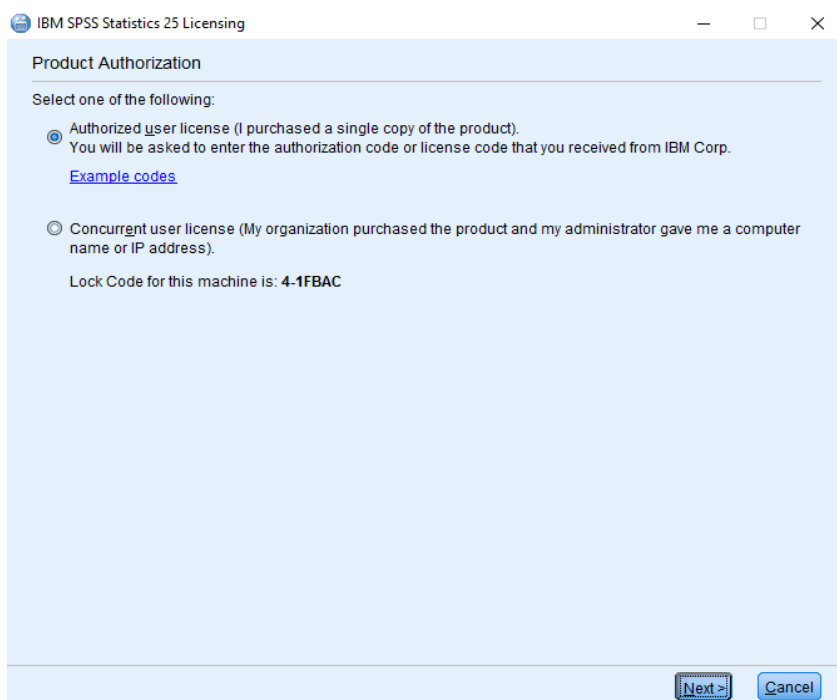 IBM SPSS Statistics 25 Licensing
Product Authorization
Select one of the following:
Authorized user license (I purchased a single copy of the product).
You will be asked to enter the authorization code or license code that you received from IBM Corp.
Example codes
Concurrent user license (My organization purchased the product and my administrator gave me a computer
name or IP address).
Lock Code for this machine is: 4-1FBAC
Next >
Cancel